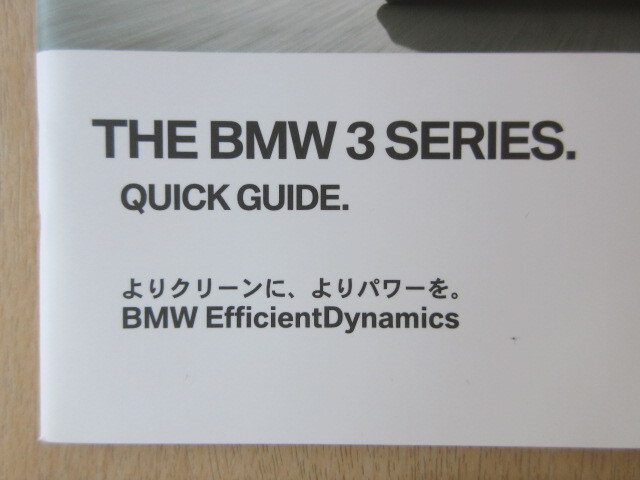 THE BMW 3 SERIES.
QUICK GUIDE.
よりクリーンに、よりパワーを。
BMW EfficientDynamics